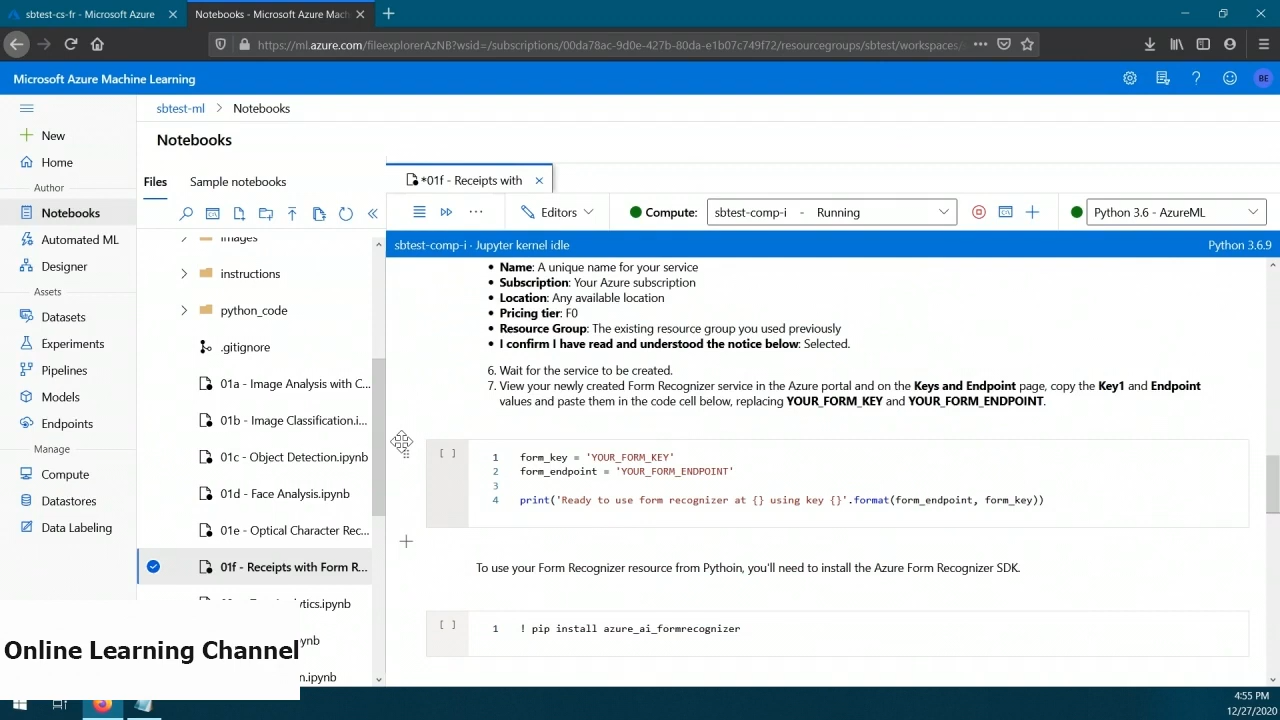 sbtest-cs-fr - Microsoft Azure
Notebooks - Microsoft Azure Mach
https://ml.azure.com/fileexplorerAzNB?wsid=/subscriptions/00da78ac-9d0e-427b-80da-e1b07c749f72/resourcegroups/sbtest/workspaces/
Microsoft Azure Machine Learning
BE
New
Home
Author
Notebooks
Automated ML
Designer
Assets
Datasets
Experiments
Pipelines
Models
Endpoints
Manage
Compute
Datastores
Data Labeling
sbtest-ml > Notebooks
Notebooks
Files
Sample notebooks
images
instructions
python_code
.gitignore
01a - Image Analysis with C...
01b - Image Classification.i...
01c - Object Detection.ipynb
01d - Face Analysis.ipynb
01e - Optical Character Rec...
01f - Receipts with Form R...
ytics.ipynb
ynb
n.ipynb
*01f - Receipts with
Editors
Compute:
sbtest-comp-i - Running
Python 3.6 - AzureML
sbtest-comp-i · Jupyter kernel idle
Python 3.6.9
• Name: A unique name for your service
• Subscription: Your Azure subscription
• Location: Any available location
• Pricing tier: F0
• Resource Group: The existing resource group you used previously
• I confirm I have read and understood the notice below: Selected.
6. Wait for the service to be created.
7. View your newly created Form Recognizer service in the Azure portal and on the Keys and Endpoint page, copy the Key1 and Endpoint
values and paste them in the code cell below, replacing YOUR_FORM_KEY and YOUR_FORM_ENDPOINT.
[ ]
1 form_key = 'YOUR_FORM_KEY'
2 form_endpoint = 'YOUR_FORM_ENDPOINT'
3
4 print('Ready to use form recognizer at {} using key {}'.format(form_endpoint, form_key))
To use your Form Recognizer resource from Pythoin, you'll need to install the Azure Form Recognizer SDK.
[ ]
1 ! pip install azure_ai_formrecognizer
Online Learning Channel
4:55 PM
12/27/2020